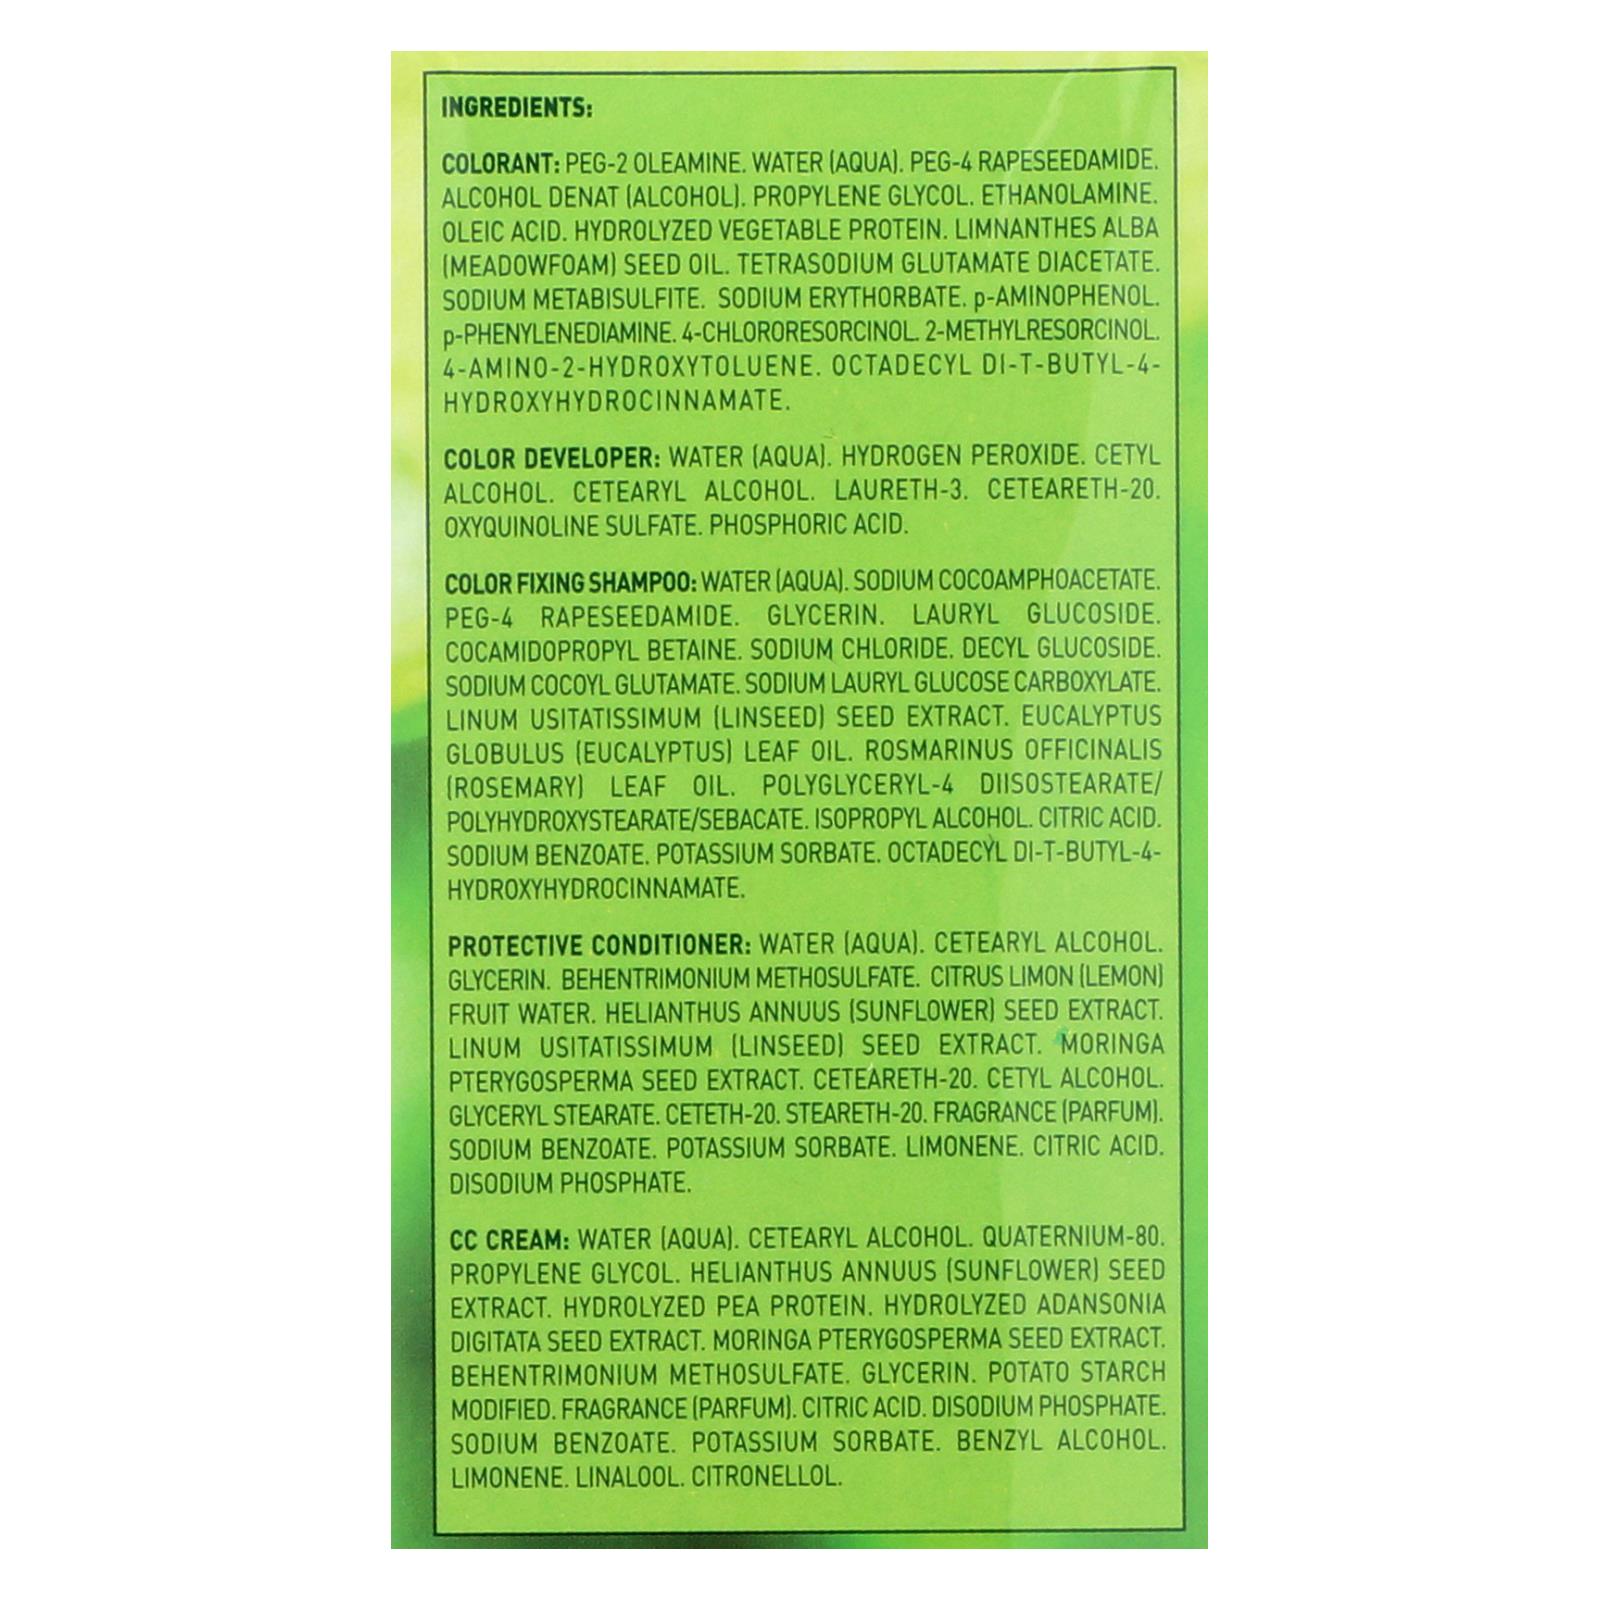 INGREDIENTS:
COLORANT: PEG-2 OLEAMINE. WATER (AQUA). PEG-4 RAPESEEDAMIDE.
ALCOHOL DENAT (ALCOHOL). PROPYLENE GLYCOL. ETHANOLAMINE.
OLEIC ACID. HYDROLYZED VEGETABLE PROTEIN. LIMNANTHES ALBA
(MEADOWFOAM) SEED OIL. TETRASODIUM GLUTAMATE DIACETATE.
SODIUM METABISULFITE. SODIUM ERYTHORBATE. p-AMINOPHENOL.
p-PHENYLENEDIAMINE. 4-CHLORORESORCINOL. 2-METHYLRESORCINOL.
4-AMINO-2-HYDROXYTOLUENE. OCTADECYL DI-T-BUTYL-4-
HYDROXYHYDROCINNAMATE.
COLOR DEVELOPER: WATER (AQUA). HYDROGEN PEROXIDE. CETYL
ALCOHOL. CETEARYL ALCOHOL. LAURETH-3. CETEARETH-20.
OXYQUINOLINE SULFATE. PHOSPHORIC ACID.
COLOR FIXING SHAMPOO: WATER (AQUA). SODIUM COCOAMPHOACETATE.
PEG-4 RAPESEEDAMIDE. GLYCERIN. LAURYL GLUCOSIDE.
COCAMIDOPROPYL BETAINE. SODIUM CHLORIDE. DECYL GLUCOSIDE.
SODIUM COCOYL GLUTAMATE. SODIUM LAURYL GLUCOSE CARBOXYLATE.
LINUM USITATISSIMUM (LINSEED) SEED EXTRACT. EUCALYPTUS
GLOBULUS (EUCALYPTUS) LEAF OIL. ROSMARINUS OFFICINALIS
(ROSEMARY) LEAF OIL. POLYGLYCERYL-4 DIISOSTEARATE/
POLYHYDROXYSTEARATE/SEBACATE. ISOPROPYL ALCOHOL. CITRIC ACID.
SODIUM BENZOATE. POTASSIUM SORBATE. OCTADECYL DI-T-BUTYL-4-
HYDROXYHYDROCINNAMATE.
PROTECTIVE CONDITIONER: WATER (AQUA). CETEARYL ALCOHOL.
GLYCERIN. BEHENTRIMONIUM METHOSULFATE. CITRUS LIMON (LEMON)
FRUIT WATER. HELIANTHUS ANNUUS (SUNFLOWER) SEED EXTRACT.
LINUM USITATISSIMUM (LINSEED) SEED EXTRACT. MORINGA
PTERYGOSPERMA SEED EXTRACT. CETEARETH-20. CETYL ALCOHOL.
GLYCERYL STEARATE. CETETH-20. STEARETH-20. FRAGRANCE (PARFUM).
SODIUM BENZOATE. POTASSIUM SORBATE. LIMONENE. CITRIC ACID.
DISODIUM PHOSPHATE.
CC CREAM: WATER (AQUA). CETEARYL ALCOHOL. QUATERNIUM-80.
PROPYLENE GLYCOL. HELIANTHUS ANNUUS (SUNFLOWER) SEED
EXTRACT. HYDROLYZED PEA PROTEIN. HYDROLYZED ADANSONIA
DIGITATA SEED EXTRACT. MORINGA PTERYGOSPERMA SEED EXTRACT.
BEHENTRIMONIUM METHOSULFATE. GLYCERIN. POTATO STARCH
MODIFIED. FRAGRANCE (PARFUM). CITRIC ACID. DISODIUM PHOSPHATE.
SODIUM BENZOATE. POTASSIUM SORBATE. BENZYL ALCOHOL.
LIMONENE. LINALOOL. CITRONELLOL.